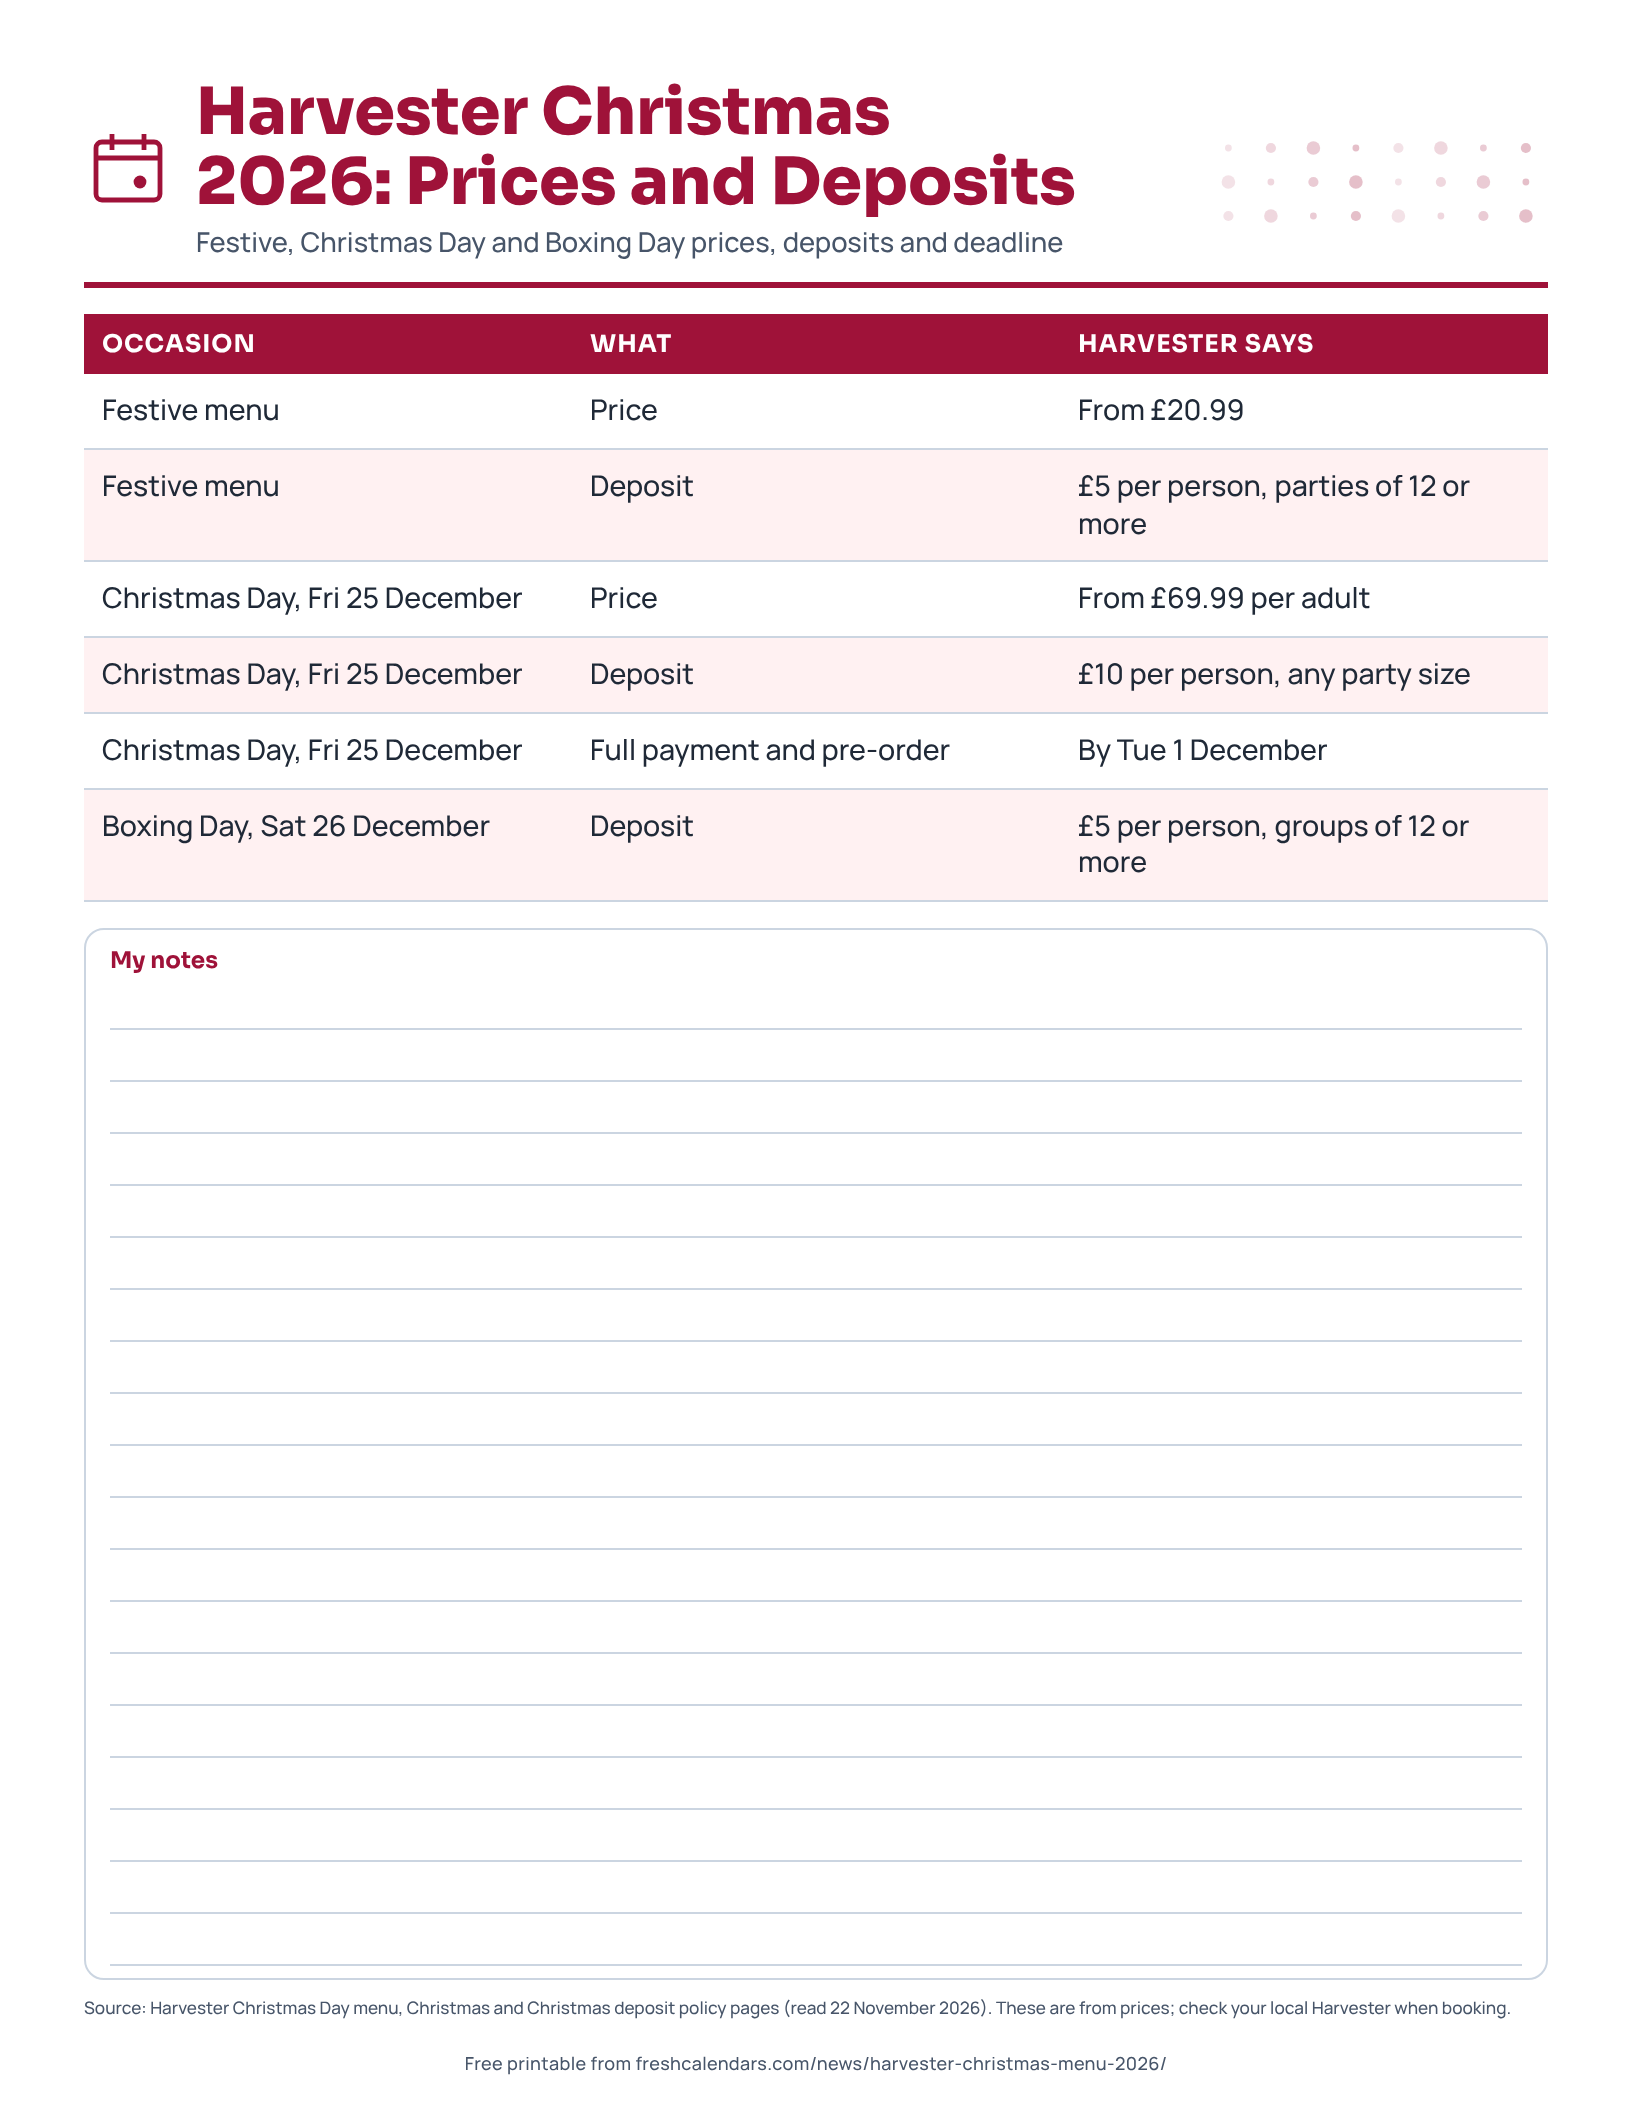 Harvester Christmas
2026: Prices and Deposits
Festive, Christmas Day and Boxing Day prices, deposits and deadline
OCCASION WHAT HARVESTER SAYS
Festive menu Price From £20.99
Festive menu Deposit £5 per person, parties of 12 or
more
Christmas Day, Fri 25 December Price From £69.99 per adult
Christmas Day, Fri 25 December Deposit £10 per person, any party size
Christmas Day, Fri 25 December Full payment and pre-order By Tue 1 December
Boxing Day, Sat 26 December Deposit £5 per person, groups of 12 or
more
My notes
Source: Harvester Christmas Day menu, Christmas and Christmas deposit policy pages (read 22 November 2026). These are from prices; check your local Harvester when booking.
Free printable from freshcalendars.com/news/harvester-christmas-menu-2026/